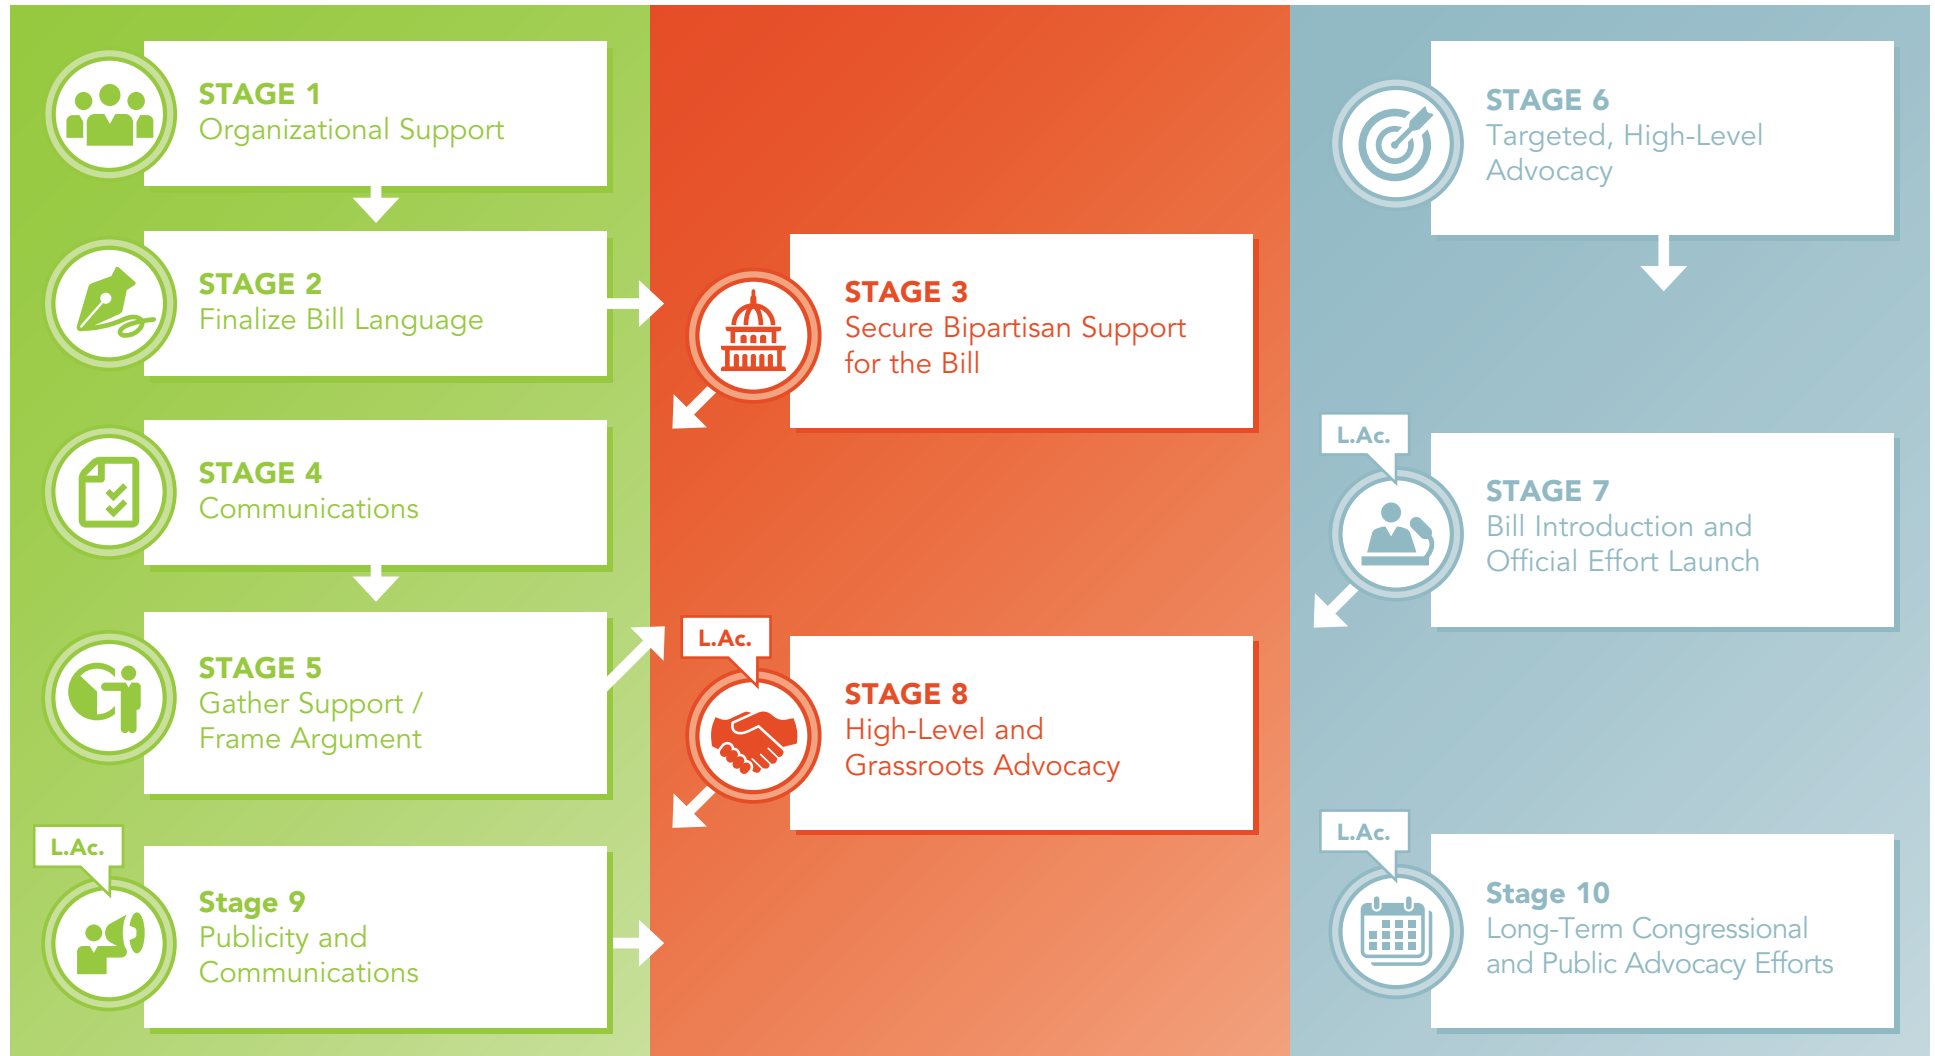 STAGE 1
Organizational Support
STAGE 2
Finalize Bill Language
STAGE 3
Secure Bipartisan Support
for the Bill
STAGE 4
Communications
STAGE 5
Gather Support /
Frame Argument
STAGE 6
Targeted, High-Level
Advocacy
L.Ac.
STAGE 7
Bill Introduction and
Official Effort Launch
L.Ac.
STAGE 8
High-Level and
Grassroots Advocacy
L.Ac.
Stage 9
Publicity and
Communications
L.Ac.
Stage 10
Long-Term Congressional
and Public Advocacy Efforts